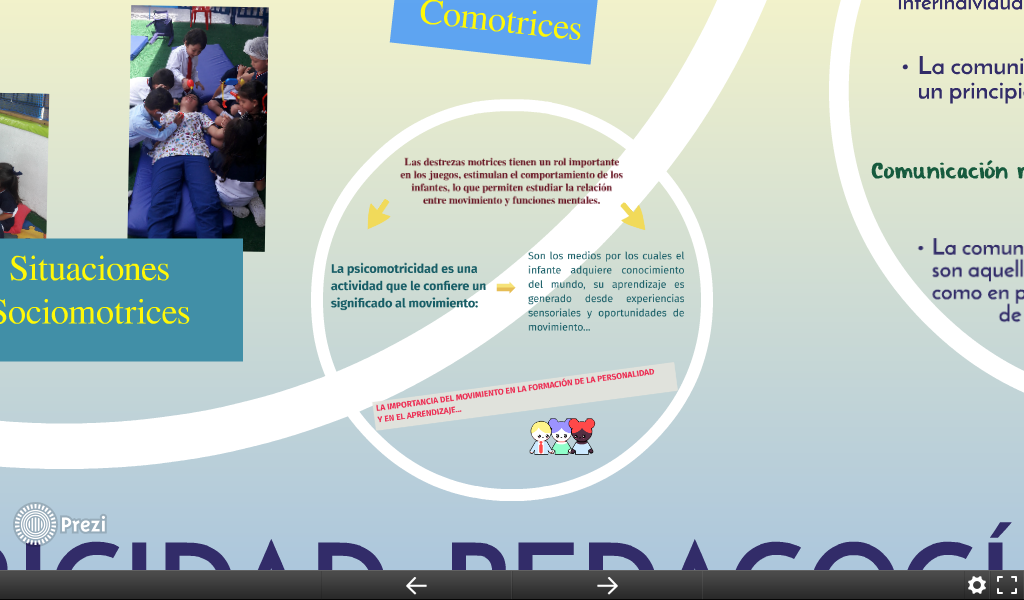 Comotrices
interindividua
• La comuni
un principi
Las destrezas motrices tienen un rol importante
en los juegos, estimulan el comportamiento de los
infantes, lo que permiten estudiar la relación
entre movimiento y funciones mentales.
Comunicación
Situaciones
Sociomotrices
La psicomotricidad es una
actividad que le confiere un
significado al movimiento:
Son los medios por los cuales el
infante adquiere conocimiento
del mundo, su aprendizaje es
generado desde experiencias
sensoriales y oportunidades de
movimiento...
• La comun
son aquell
como en p
de
LA IMPORTANCIA DEL MOVIMIENTO EN LA FORMACIÓN DE LA PERSONALIDAD
Y EN EL APRENDIZAJE...
Prezi
RICIDAD PEDAGOGÍ